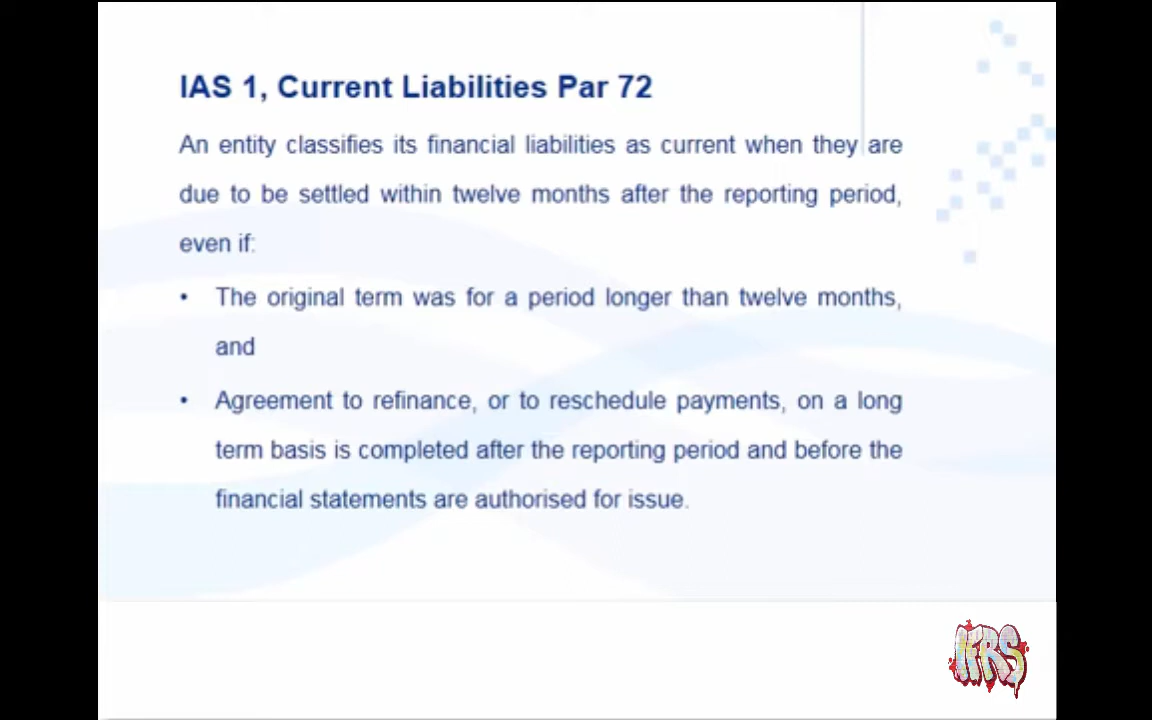 IAS 1, Current Liabilities Par 72
An entity classifies its financial liabilities as current when they are
due to be settled within twelve months after the reporting period,
even if:
• The original term was for a period longer than twelve months,
and
• Agreement to refinance, or to reschedule payments, on a long
term basis is completed after the reporting period and before the
financial statements are authorised for issue.
IFRS